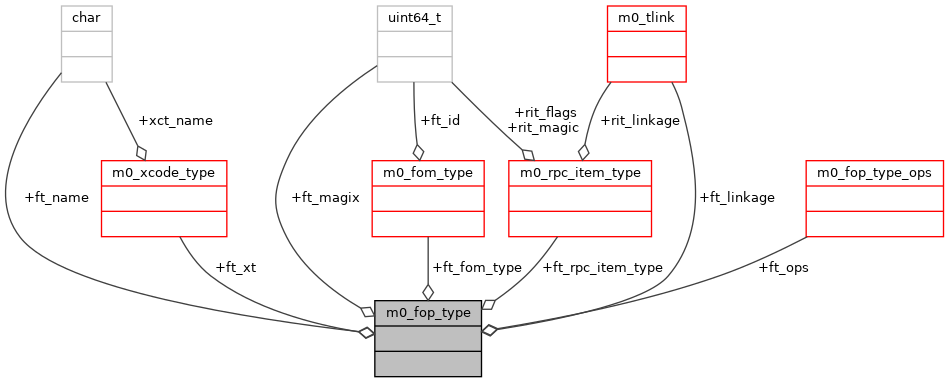 char
uint64_t
m0_tlink
+xct_name
+ft_id
+rit_flags
+rit_magic
+rit_linkage
m0_xcode_type
m0_fom_type
m0_rpc_item_type
m0_fop_type_ops
+ft_name
+ft_magix
+ft_linkage
+ft_xt
+ft_fom_type
+ft_rpc_item_type
+ft_ops
m0_fop_type